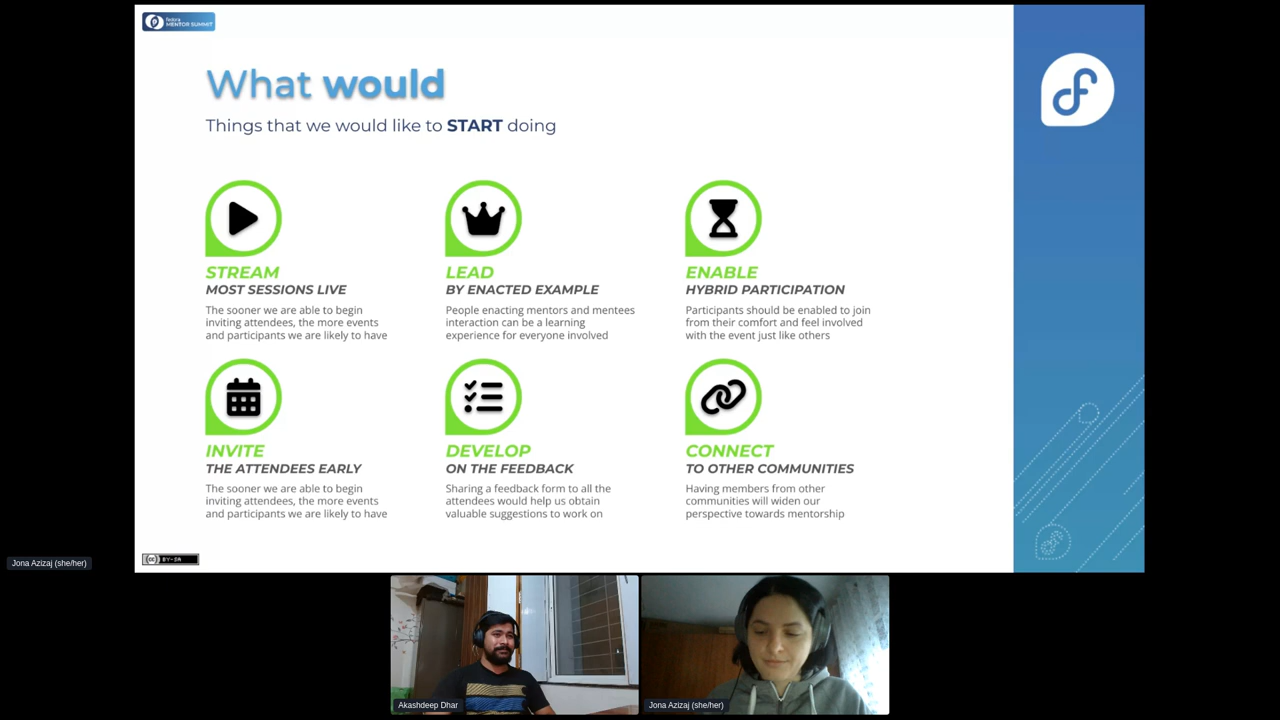 fedora
MENTOR SUMMIT
What would
Things that we would like to START doing
STREAM
MOST SESSIONS LIVE
The sooner we are able to begin
inviting attendees, the more events
and participants we are likely to have
LEAD
BY ENACTED EXAMPLE
People enacting mentors and mentees
interaction can be a learning
experience for everyone involved
ENABLE
HYBRID PARTICIPATION
Participants should be enabled to join
from their comfort and feel involved
with the event just like others
INVITE
THE ATTENDEES EARLY
The sooner we are able to begin
inviting attendees, the more events
and participants we are likely to have
DEVELOP
ON THE FEEDBACK
Sharing a feedback form to all the
attendees would help us obtain
valuable suggestions to work on
CONNECT
TO OTHER COMMUNITIES
Having members from other
communities will widen our
perspective towards mentorship
cc BY-SA
Jona Azizaj (she/her)
Akashdeep Dhar
Jona Azizaj (she/her)